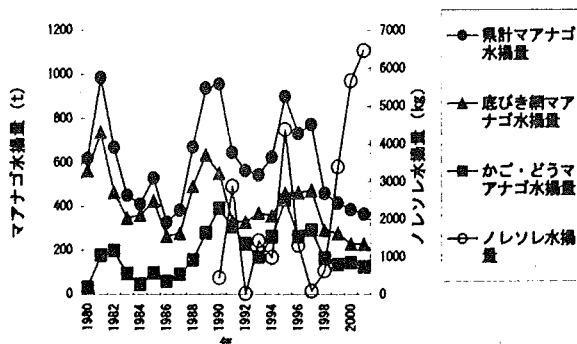 マアナゴ水揚量 (t)
1200
1000
800
600
400
200
0
1980
1982
1984
1986
1988
1990
1992
1994
1996
1998
2000
年
7000
6000
5000
4000
3000
2000
1000
0
ノレソレ水揚量 (kg)
県計マアナゴ
水揚量
底びき網マア
ナゴ水揚量
かご・どうマ
アナゴ水揚量
ノレソレ水揚
量